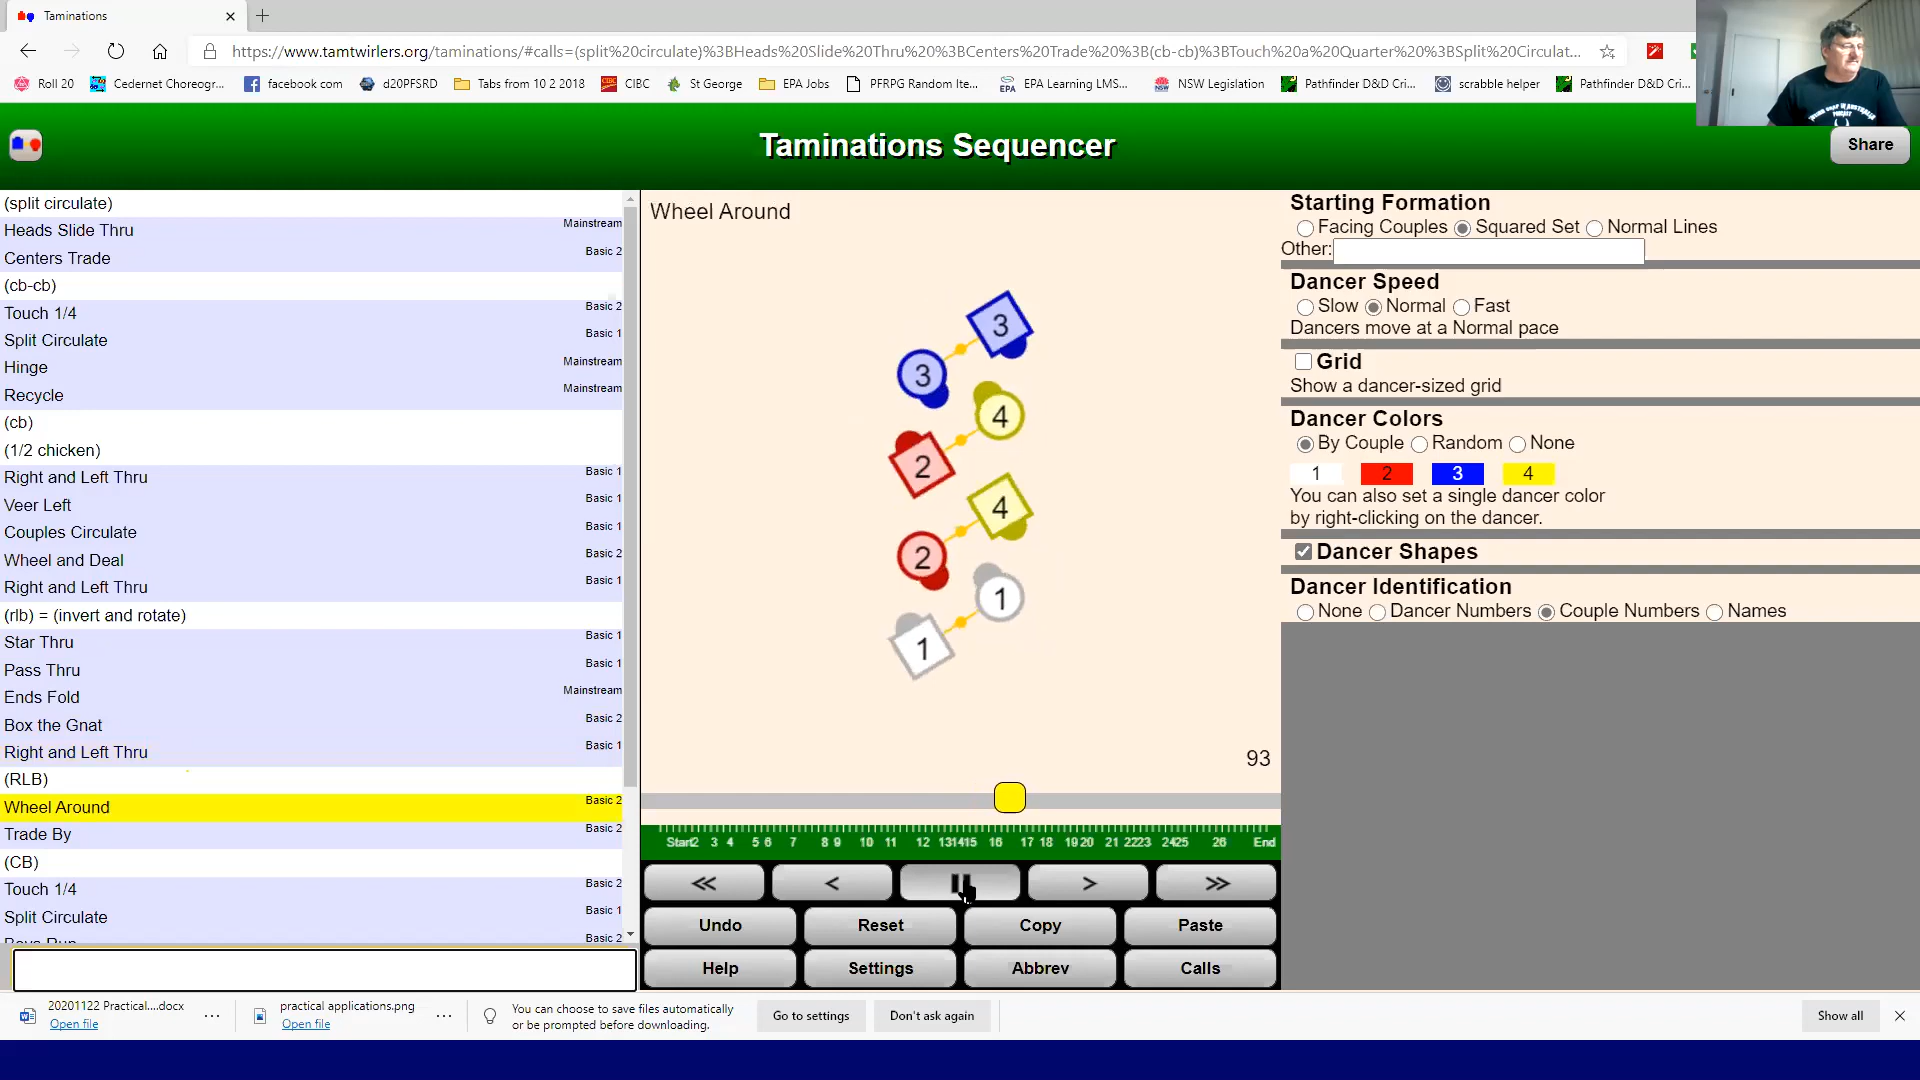 Taminations
https://www.tamtwirlers.org/taminations/#calls=(split%20circulate)%3BHeads%20Slide%20Thru%20%3BCenters%20Trade%20%3B(cb-cb)%3BTouch%20a%20Quarter%20%3BSplit%20Circulat...
Roll 20
Cedernet Choreogr...
facebook com
d20PFSRD
Tabs from 10 2 2018
CIBC
St George
EPA Jobs
PFRPG Random Ite...
EPA Learning LMS...
NSW Legislation
Pathfinder D&D Cri...
scrabble helper
Pathfinder D&D Cri...
Taminations Sequencer
Share
(split circulate)
Heads Slide Thru Mainstream
Centers Trade Basic 2
(cb-cb)
Touch 1/4 Basic 2
Split Circulate Basic 1
Hinge Mainstream
Recycle Mainstream
(cb)
(1/2 chicken)
Right and Left Thru Basic 1
Veer Left Basic 1
Couples Circulate Basic 1
Wheel and Deal Basic 2
Right and Left Thru Basic 1
(rlb) = (invert and rotate)
Star Thru Basic 1
Pass Thru Basic 1
Ends Fold Mainstream
Box the Gnat Basic 2
Right and Left Thru Basic 1
(RLB)
Wheel Around Basic 2
Trade By Basic 2
(CB)
Touch 1/4 Basic 2
Split Circulate Basic 1
Boys Run Basic 2
Wheel Around
3
3
4
2
4
2
1
1
93
Start2 3 4 5 6 7 8 9 10 11 12 131415 16 17 18 1920 21 2223 2425 26 End
<< < > >>
Undo Reset Copy Paste
Help Settings Abbrev Calls
Starting Formation
Facing Couples Squared Set Normal Lines
Other:
Dancer Speed
Slow Normal Fast
Dancers move at a Normal pace
Grid
Show a dancer-sized grid
Dancer Colors
By Couple Random None
1 2 3 4
You can also set a single dancer color
by right-clicking on the dancer.
Dancer Shapes
Dancer Identification
None Dancer Numbers Couple Numbers Names
20201122 Practical....docx
Open file
practical applications.png
Open file
You can choose to save files automatically
or be prompted before downloading.
Go to settings
Don't ask again
Show all